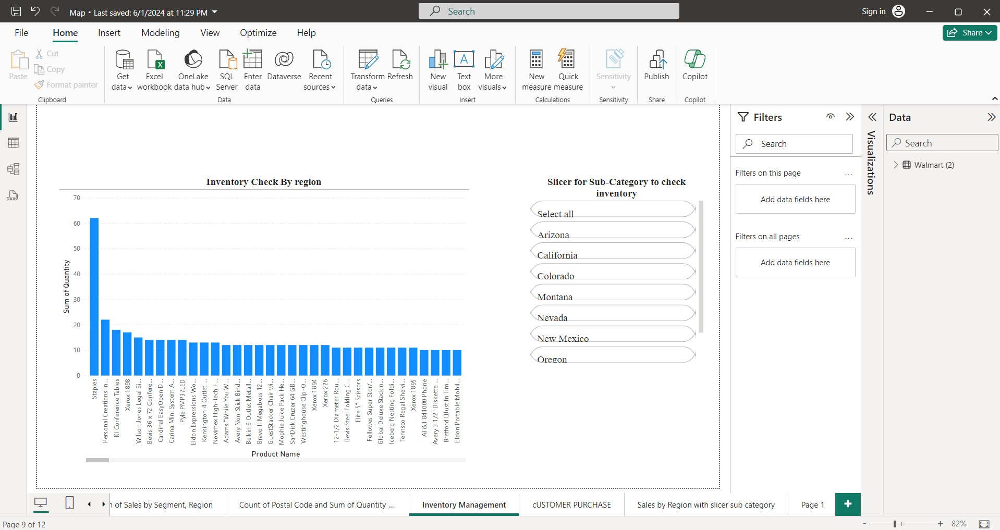 Map • Last saved: 6/1/2024 at 11:29 PM
Search
Sign in
File
Home
Insert
Modeling
View
Optimize
Help
Share
Paste
Cut
Copy
Format painter
Clipboard
Get data
Excel workbook
OneLake data hub
SQL Server
Enter data
Dataverse
Recent sources
Data
Transform data
Refresh
Queries
New visual
Text box
More visuals
Insert
New measure
Quick measure
Calculations
Sensitivity
Sensitivity
Publish
Share
Copilot
Copilot
Inventory Check By region
70
60
50
40
30
20
10
0
Sum of Quantity
Staples
Personal Creations In...
KI Conference Tables
Xerox 1898
Wilson Jones Legal Si...
Bevis 36 x 72 Confere...
Cardinal EasyOpen D...
Carina Mini System A...
Pyle PMP37LED
Eldon Expressions Wo...
Kensington 4 Outlet ...
Novimex High-Tech F...
Adams "While You W...
Avery Non-Stick Bind...
Belkin 6 Outlet Metall...
Bravo II Megaboss 12...
GuestStacker Chair wi...
Mophie Juice Pack He...
SanDisk Cruzer 64 GB...
Westinghouse Clip-O...
Xerox 1894
Xerox 226
12-1/2 Diameter Rou...
Bevis Steel Folding C...
Elite 5" Scissors
Fellowes Super Stor/...
Global Deluxe Stackin...
Iceberg Nesting Foldi...
Tennsco Regal Shelvi...
Xerox 1895
AT&T 841000 Phone
Avery 3 1/2" Diskette ...
Bretford □Just In Tim...
Eldon Portable Mobil...
Product Name
Slicer for Sub-Category to check
inventory
Select all
Arizona
California
Colorado
Montana
Nevada
New Mexico
Oregon
Filters
Search
Filters on this page
...
Add data fields here
Filters on all pages
...
Add data fields here
Visualizations
Data
Search
Walmart (2)
DAX
of Sales by Segment, Region
Count of Postal Code and Sum of Quantity ...
Inventory Management
cUSTOMER PURCHASE
Sales by Region with slicer sub category
Page 1
+
Page 9 of 12
- + 82%